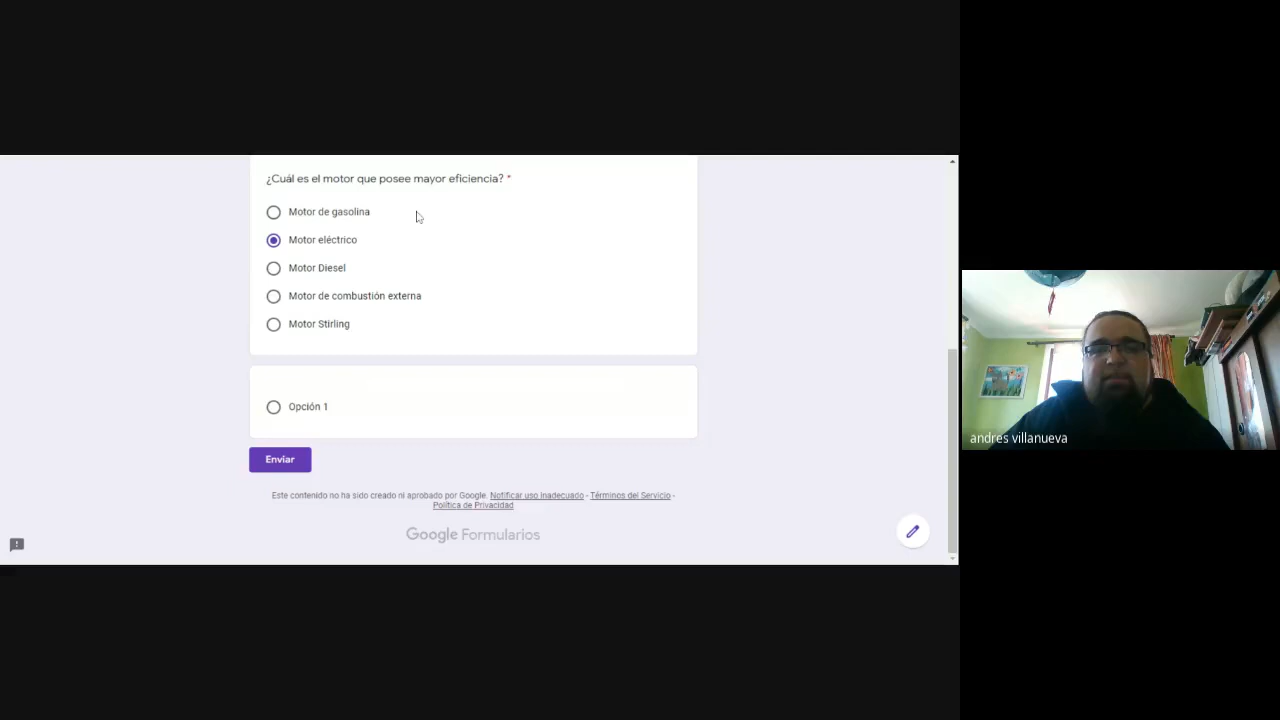 ¿Cuál es el motor que posee mayor eficiencia? *
Motor de gasolina
Motor eléctrico
Motor Diesel
Motor de combustión externa
Motor Stirling
Opción 1
Enviar
Este contenido no ha sido creado ni aprobado por Google. Notificar uso inadecuado - Términos del Servicio -
Política de Privacidad
Google Formularios
andres villanueva